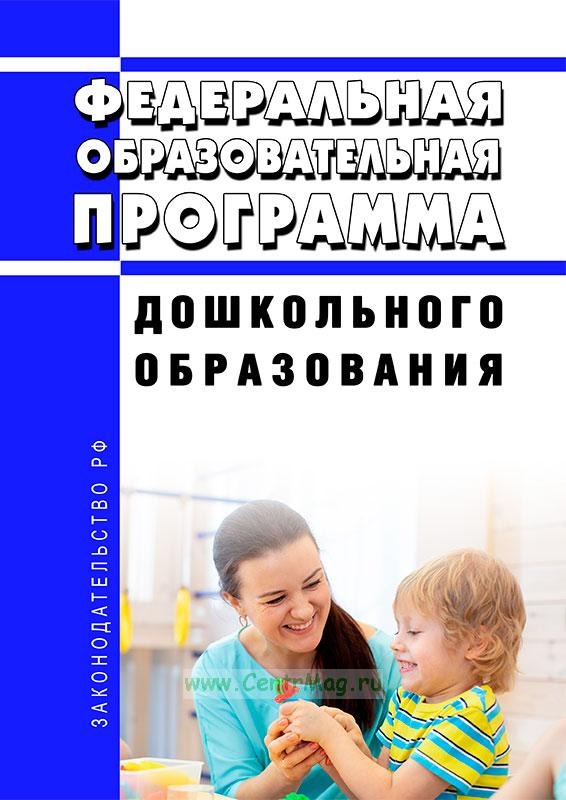 ФЕДЕРАЛЬНАЯ
ОБРАЗОВАТЕЛЬНАЯ
ПРОГРАММА
ДОШКОЛЬНОГО
ОБРАЗОВАНИЯ
ЗАКОНОДАТЕЛЬСТВО РФ
www.CentrMag.ru